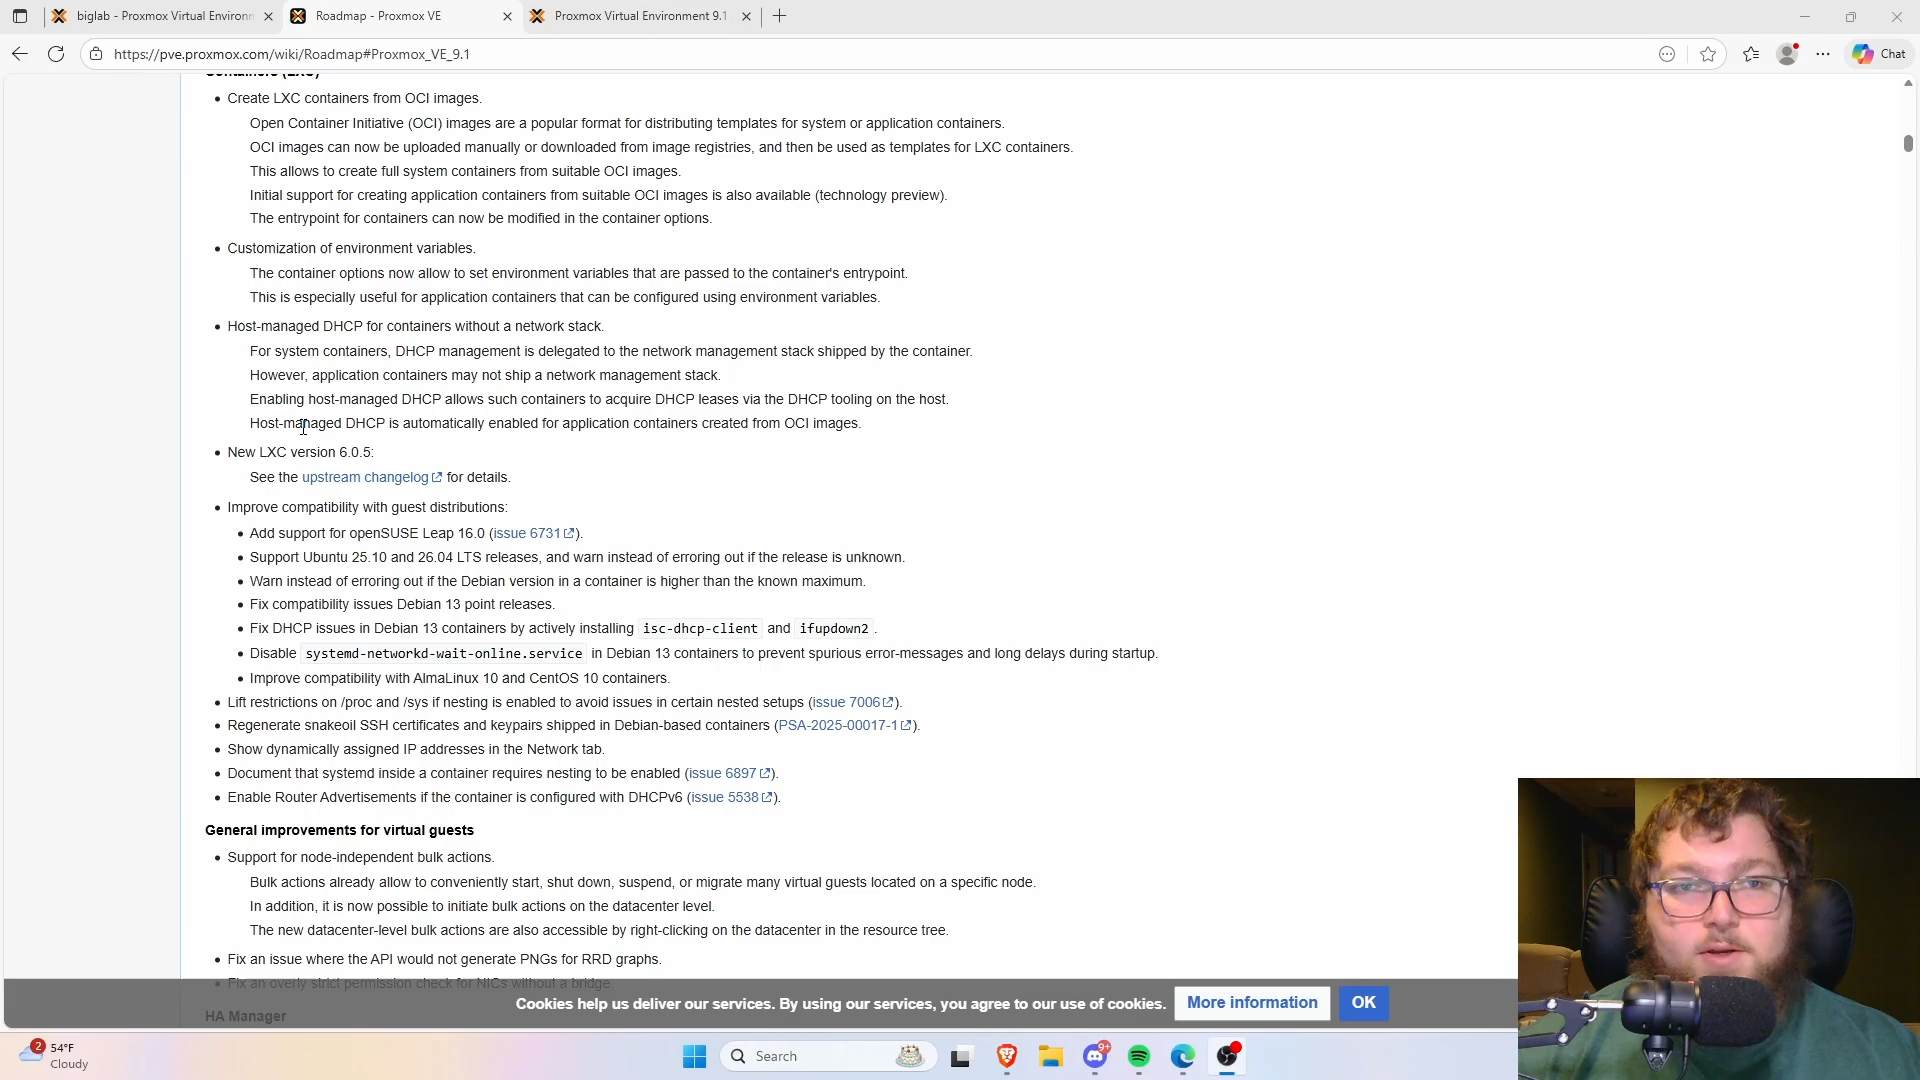 biglab - Proxmox Virtual Environm
Roadmap - Proxmox VE
Proxmox Virtual Environment 9.1
https://pve.proxmox.com/wiki/Roadmap#Proxmox_VE_9.1
Chat
Containers (LXC)
Create LXC containers from OCI images.
Open Container Initiative (OCI) images are a popular format for distributing templates for system or application containers.
OCI images can now be uploaded manually or downloaded from image registries, and then be used as templates for LXC containers.
This allows to create full system containers from suitable OCI images.
Initial support for creating application containers from suitable OCI images is also available (technology preview).
The entrypoint for containers can now be modified in the container options.
Customization of environment variables.
The container options now allow to set environment variables that are passed to the container's entrypoint.
This is especially useful for application containers that can be configured using environment variables.
Host-managed DHCP for containers without a network stack.
For system containers, DHCP management is delegated to the network management stack shipped by the container.
However, application containers may not ship a network management stack.
Enabling host-managed DHCP allows such containers to acquire DHCP leases via the DHCP tooling on the host.
Host-managed DHCP is automatically enabled for application containers created from OCI images.
New LXC version 6.0.5:
See the upstream changelog for details.
Improve compatibility with guest distributions:
Add support for openSUSE Leap 16.0 (issue 6731).
Support Ubuntu 25.10 and 26.04 LTS releases, and warn instead of erroring out if the release is unknown.
Warn instead of erroring out if the Debian version in a container is higher than the known maximum.
Fix compatibility issues Debian 13 point releases.
Fix DHCP issues in Debian 13 containers by actively installing isc-dhcp-client and ifupdown2.
Disable systemd-networkd-wait-online.service in Debian 13 containers to prevent spurious error-messages and long delays during startup.
Improve compatibility with AlmaLinux 10 and CentOS 10 containers.
Lift restrictions on /proc and /sys if nesting is enabled to avoid issues in certain nested setups (issue 7006).
Regenerate snakeoil SSH certificates and keypairs shipped in Debian-based containers (PSA-2025-00017-1).
Show dynamically assigned IP addresses in the Network tab.
Document that systemd inside a container requires nesting to be enabled (issue 6897).
Enable Router Advertisements if the container is configured with DHCPv6 (issue 5538).
General improvements for virtual guests
Support for node-independent bulk actions.
Bulk actions already allow to conveniently start, shut down, suspend, or migrate many virtual guests located on a specific node.
In addition, it is now possible to initiate bulk actions on the datacenter level.
The new datacenter-level bulk actions are also accessible by right-clicking on the datacenter in the resource tree.
Fix an issue where the API would not generate PNGs for RRD graphs.
Fix an overly strict permission check for NICs without a bridge.
Cookies help us deliver our services. By using our services, you agree to our use of cookies.
More information
OK
HA Manager
2
54°F
Cloudy
Search
9+